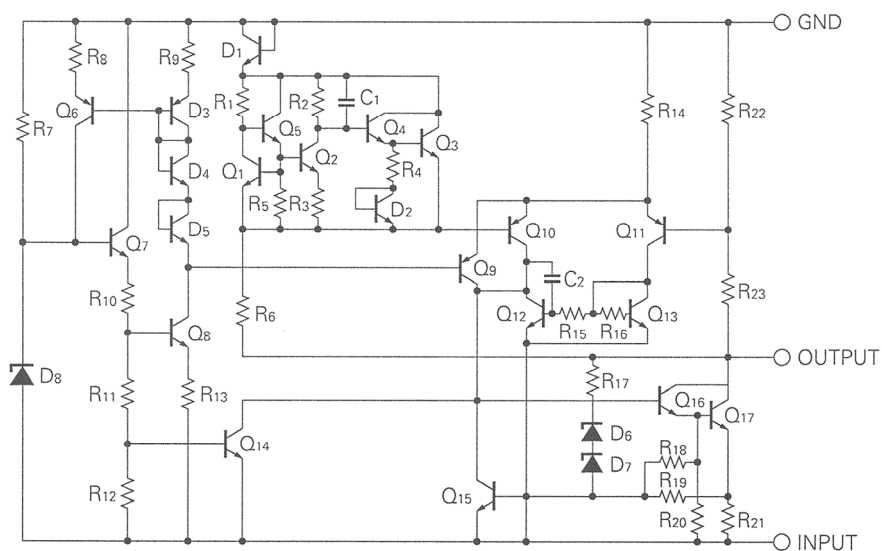 GND
D1
R8
R9
R1
R2
C1
R14
R22
Q6
D3
Q4
R7
Q5
Q3
D4
Q1
Q2
R4
D5
R5
R3
D2
Q10
Q11
Q7
Q9
R10
C2
R23
Q8
R6
Q12
Q13
R15
R16
OUTPUT
D8
R11
R13
R17
Q16
Q17
D6
Q14
D7
R18
R19
R12
Q15
R20
R21
INPUT